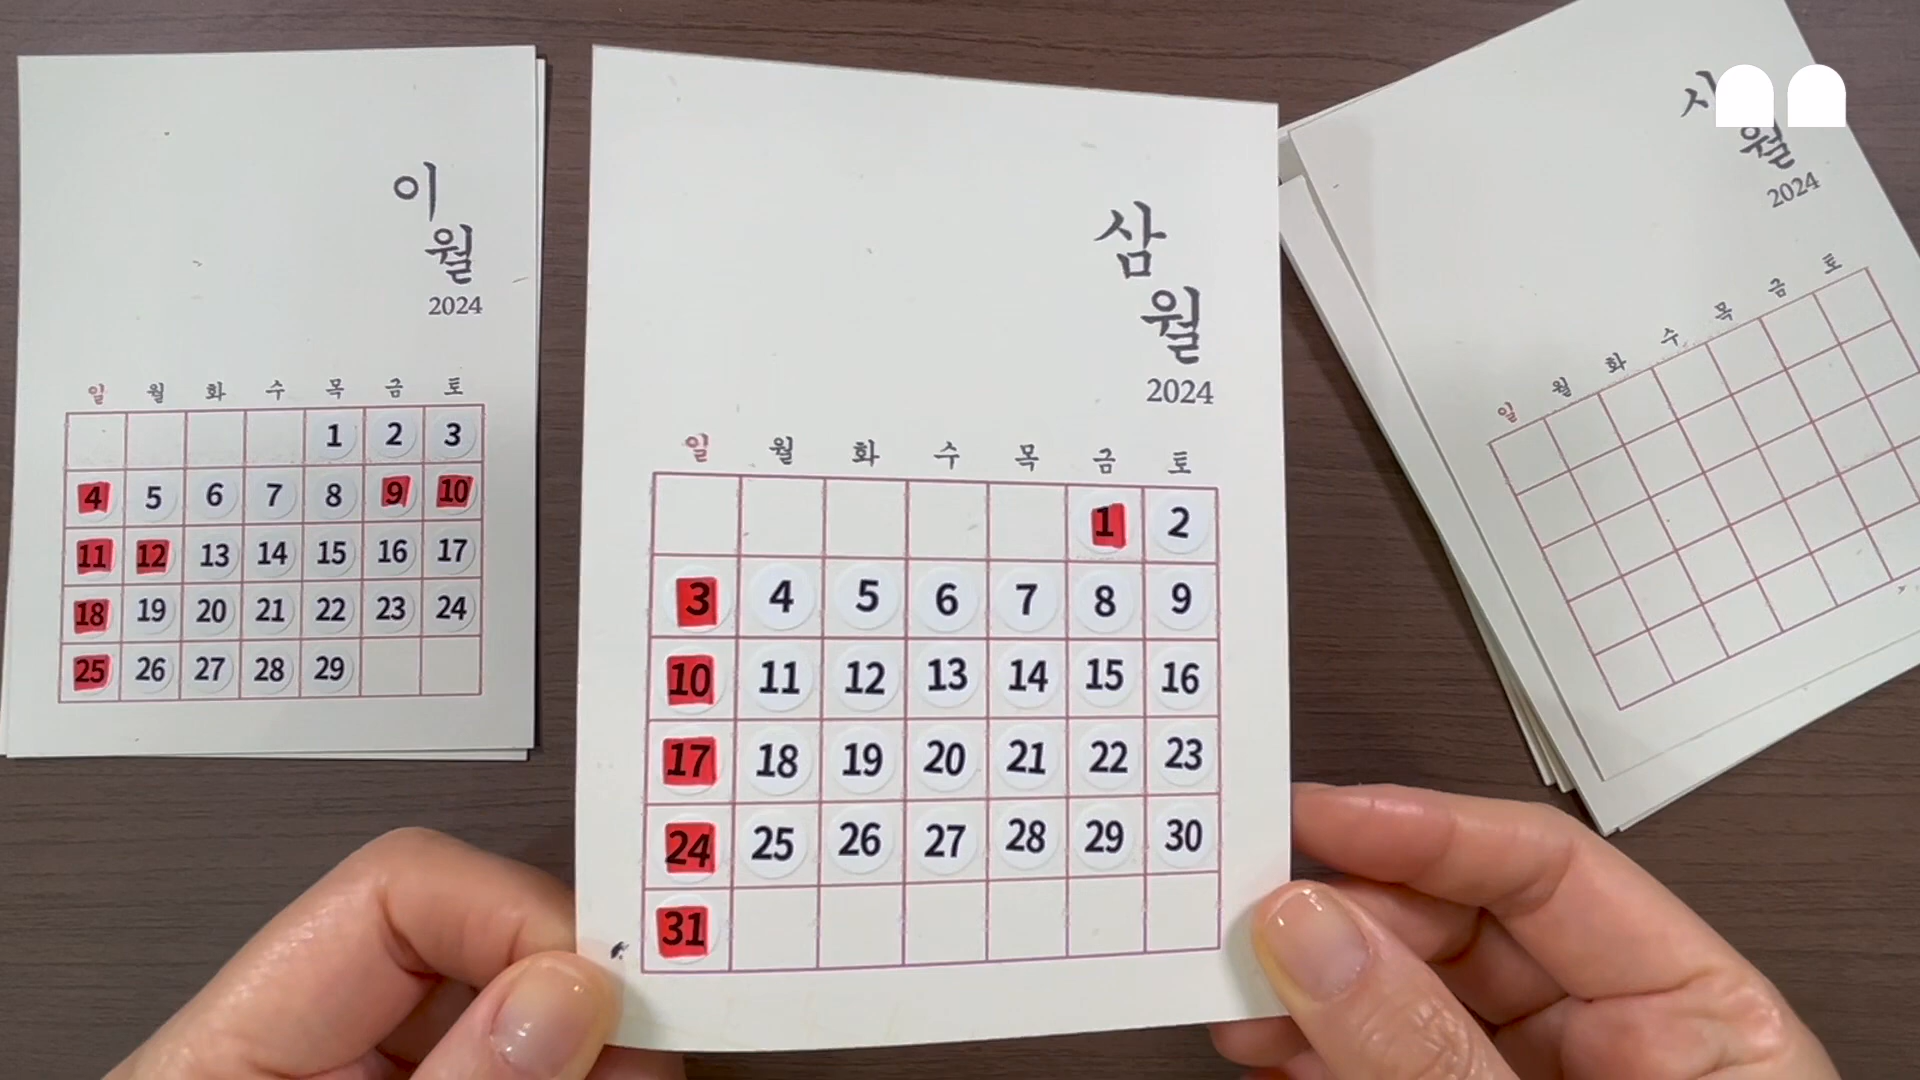 이
월
2024
일 월 화 수 목 금 토
1 2 3
4 5 6 7 8 9 10
11 12 13 14 15 16 17
18 19 20 21 22 23 24
25 26 27 28 29
삼
월
2024
일 월 화 수 목 금 토
1 2
3 4 5 6 7 8 9
10 11 12 13 14 15 16
17 18 19 20 21 22 23
24 25 26 27 28 29 30
31
월
2024
일 월 화 수 목 금 토